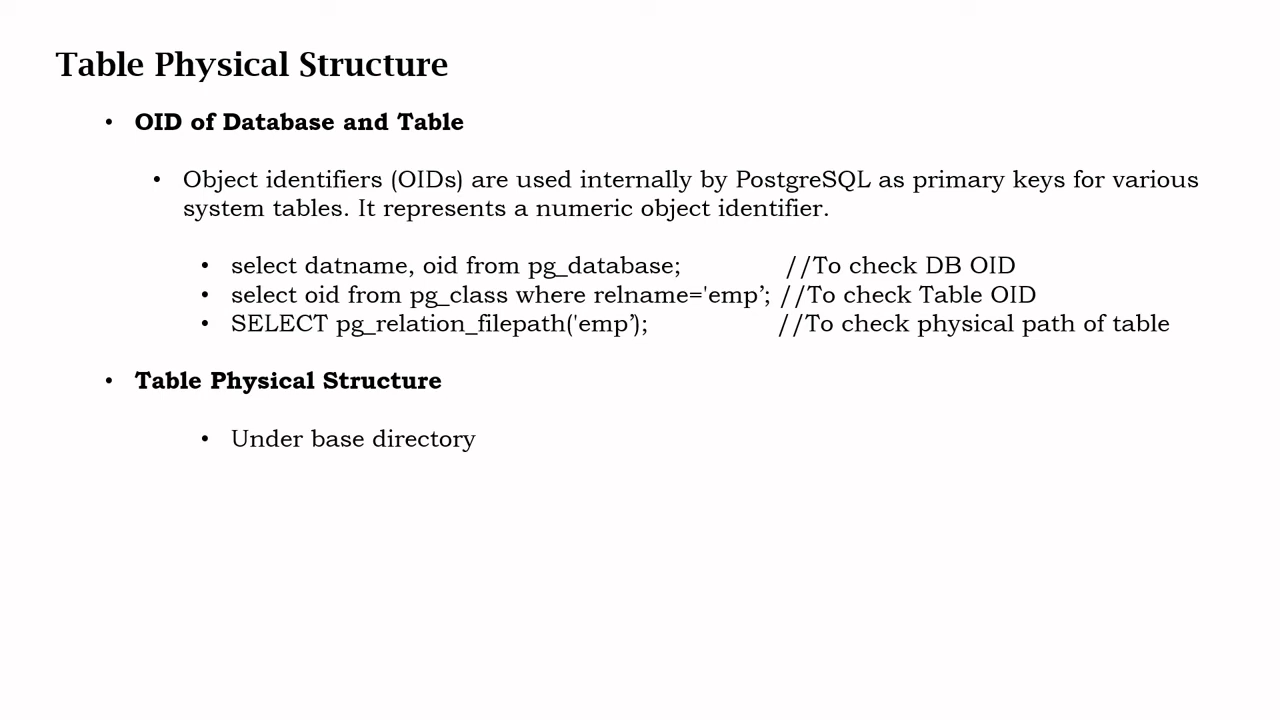 Table Physical Structure
• OID of Database and Table
• Object identifiers (OIDs) are used internally by PostgreSQL as primary keys for various
system tables. It represents a numeric object identifier.
• select datname, oid from pg_database; //To check DB OID
• select oid from pg_class where relname='emp’; //To check Table OID
• SELECT pg_relation_filepath('emp’); //To check physical path of table
• Table Physical Structure
• Under base directory